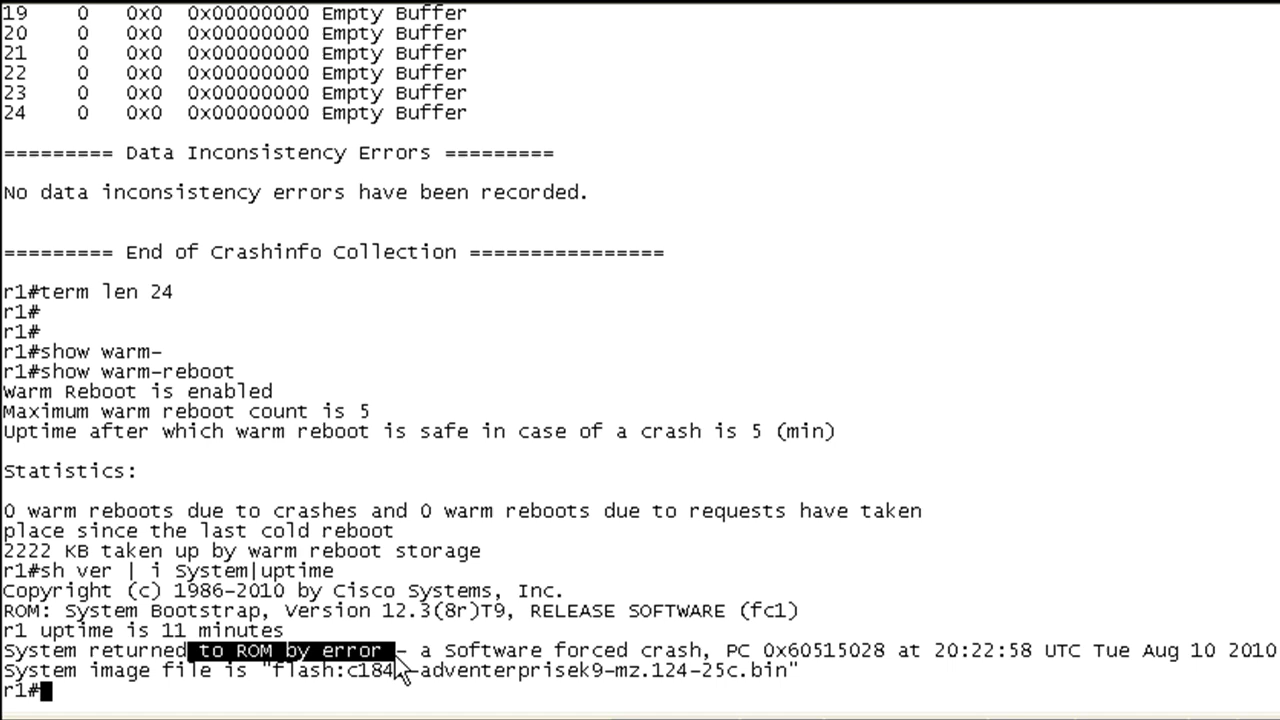 19 0 0x0 0x00000000 Empty Buffer
20 0 0x0 0x00000000 Empty Buffer
21 0 0x0 0x00000000 Empty Buffer
22 0 0x0 0x00000000 Empty Buffer
23 0 0x0 0x00000000 Empty Buffer
24 0 0x0 0x00000000 Empty Buffer
========= Data Inconsistency Errors =========
No data inconsistency errors have been recorded.
========= End of Crashinfo Collection ================
r1#term len 24
r1#
r1#
r1#show warm-
r1#show warm-reboot
Warm Reboot is enabled
Maximum warm reboot count is 5
Uptime after which warm reboot is safe in case of a crash is 5 (min)
Statistics:
0 warm reboots due to crashes and 0 warm reboots due to requests have taken
place since the last cold reboot
2222 KB taken up by warm reboot storage
r1#sh ver | i System|uptime
Copyright (c) 1986-2010 by Cisco Systems, Inc.
ROM: System Bootstrap, Version 12.3(8r)T9, RELEASE SOFTWARE (fc1)
r1 uptime is 11 minutes
System returned to ROM by error - a Software forced crash, PC 0x60515028 at 20:22:58 UTC Tue Aug 10 2010
System image file is "flash:c184 -adventerprisek9-mz.124-25c.bin"
r1#